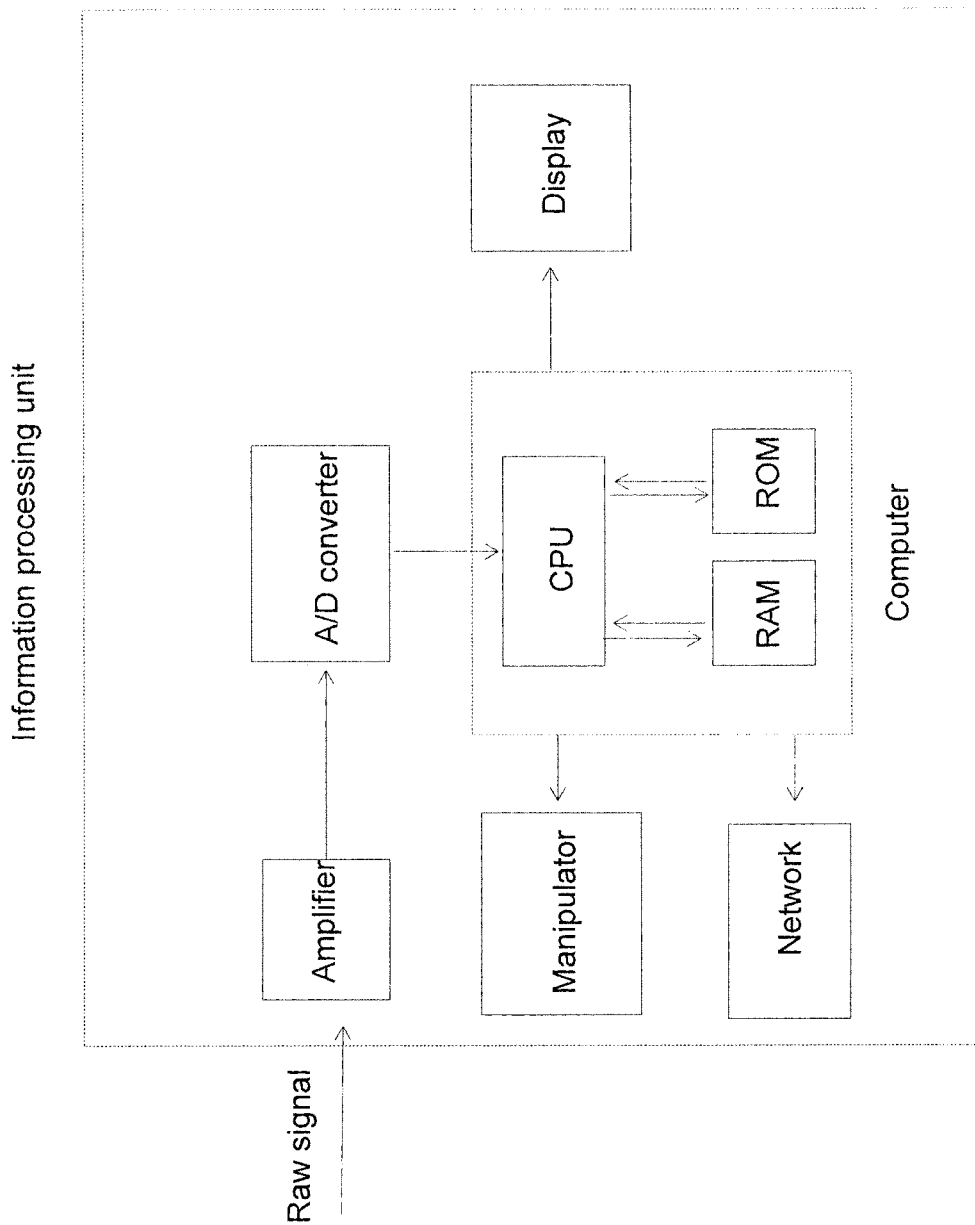 Information processing unit
Raw signal
Amplifier
A/D converter
Manipulator
CPU
Display
Network
RAM
ROM
Computer